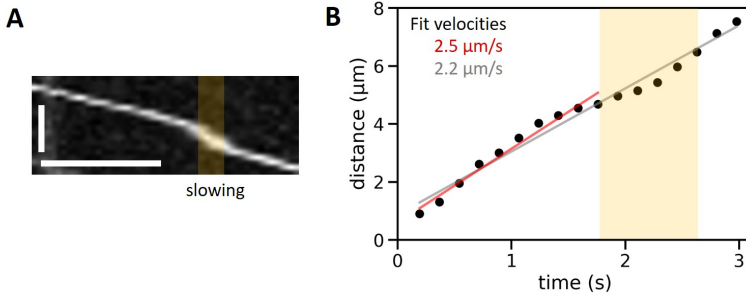 A
slowing
B
Fit velocities
2.5 μm/s
2.2 μm/s
distance (μm)
8
6
4
2
0
0 1 2 3
time (s)